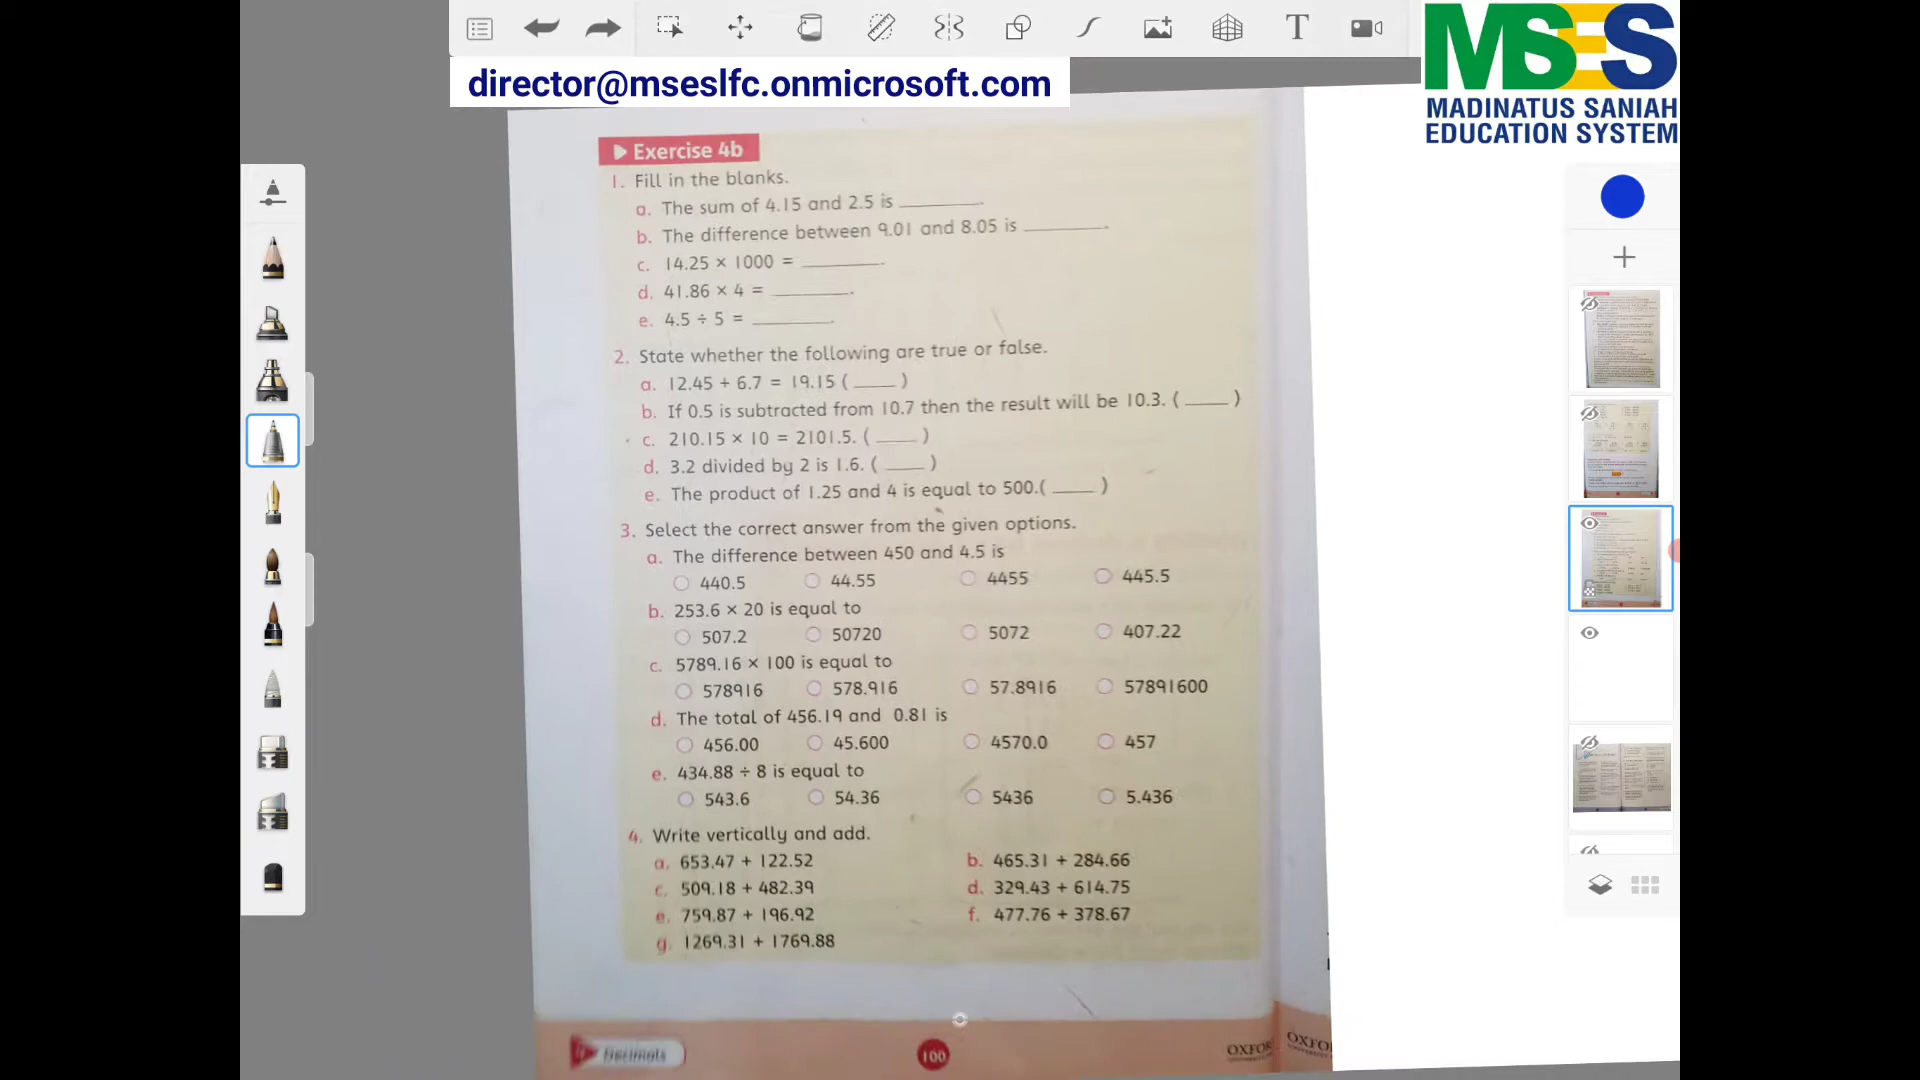 director@mseslfc.onmicrosoft.com
MSES
MADINATUS SANIAH
EDUCATION SYSTEM
Exercise 4b
1. Fill in the blanks.
a. The sum of 4.15 and 2.5 is ________.
b. The difference between 9.01 and 8.05 is ________.
c. 14.25 × 1000 = ________.
d. 41.86 × 4 = ________.
e. 4.5 ÷ 5 = ________.
2. State whether the following are true or false.
a. 12.45 + 6.7 = 19.15 ( ____ )
b. If 0.5 is subtracted from 10.7 then the result will be 10.3. ( ____ )
c. 210.15 × 10 = 2101.5. ( ____ )
d. 3.2 divided by 2 is 1.6. ( ____ )
e. The product of 1.25 and 4 is equal to 500.( ____ )
3. Select the correct answer from the given options.
a. The difference between 450 and 4.5 is
440.5 44.55 4455 445.5
b. 253.6 × 20 is equal to
507.2 50720 5072 407.22
c. 5789.16 × 100 is equal to
578916 578.916 57.8916 57891600
d. The total of 456.19 and 0.81 is
456.00 45.600 4570.0 457
e. 434.88 ÷ 8 is equal to
543.6 54.36 5436 5.436
4. Write vertically and add.
a. 653.47 + 122.52 b. 465.31 + 284.66
c. 509.18 + 482.39 d. 329.43 + 614.75
e. 759.87 + 196.92 f. 477.76 + 378.67
g. 1269.31 + 1769.88
Decimals 100